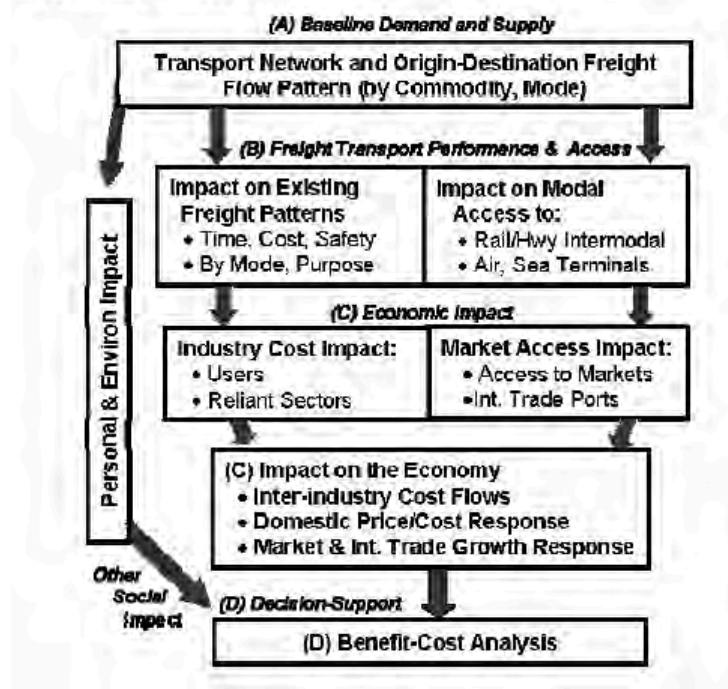 (A) Baseline Demand and Supply
Transport Network and Origin-Destination Freight
Flow Pattern (by Commodity, Mode)
(B) Freight Transport Performance & Access
Impact on Existing
Freight Patterns
• Time, Cost, Safety
• By Mode, Purpose
Impact on Modal
Access to:
• Rail/Hwy Intermodal
• Air, Sea Terminals
Personal & Environ Impact
(C) Economic Impact
Industry Cost Impact:
• Users
• Reliant Sectors
Market Access Impact:
• Access to Markets
• Int. Trade Ports
(C) Impact on the Economy
• Inter-industry Cost Flows
• Domestic Price/Cost Response
• Market & Int. Trade Growth Response
Other
Social
Impact
(D) Decision-Support
(D) Benefit-Cost Analysis